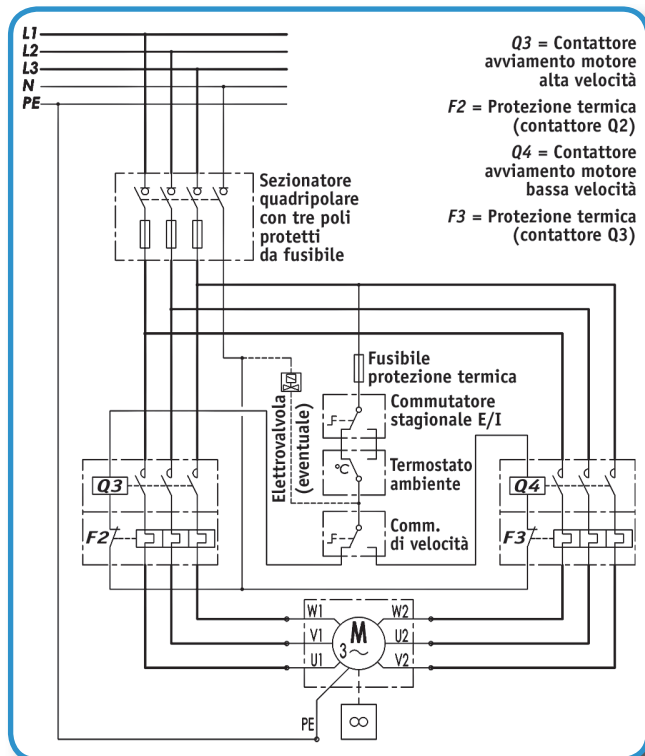 L1
L2
L3
N
PE
Q3 = Contattore
avviamento motore
alta velocità
F2 = Protezione termica
(contattore Q2)
Q4 = Contattore
avviamento motore
bassa velocità
F3 = Protezione termica
(contattore Q3)
Sezionatore
quadripolare
con tre poli
protetti
da fusibile
Fusibile
protezione termica
Commutatore
stagionale E/I
Elettrovalvola
(eventuale)
°C
Termostato
ambiente
Comm.
di velocità
Q3
F2
Q4
F3
W1
V1
U1
M
3~
W2
U2
V2
PE